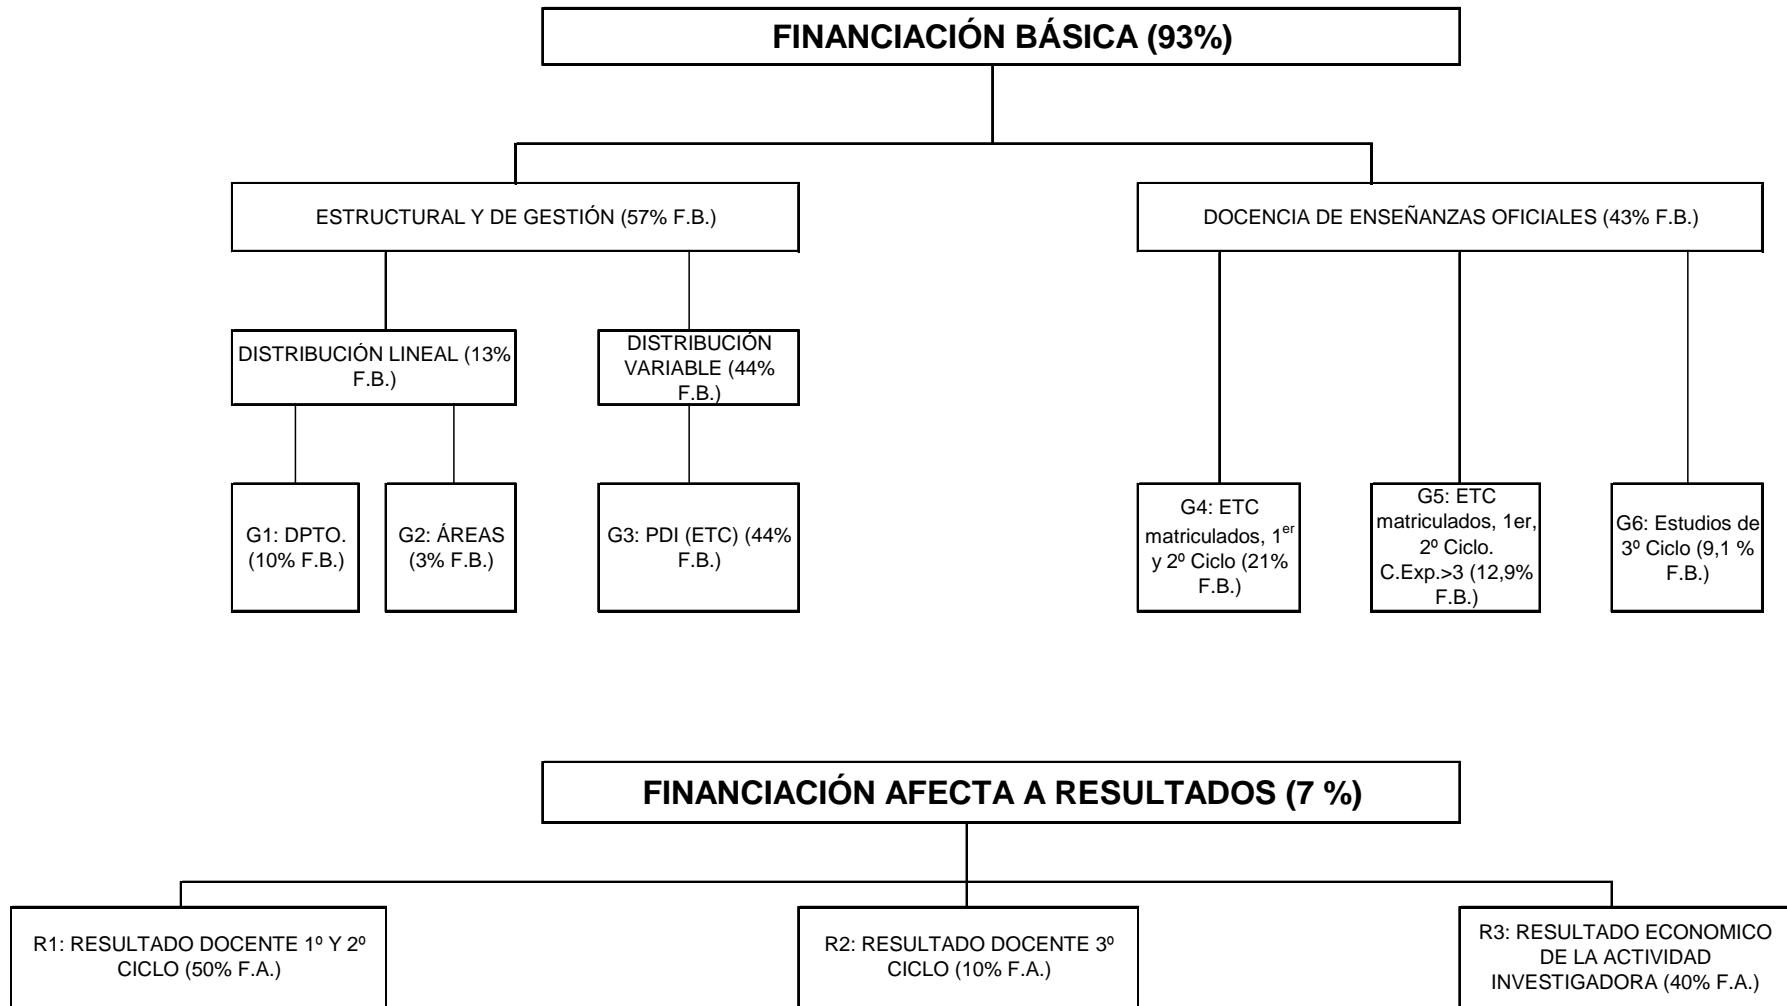 FINANCIACIÓN BÁSICA (93%)
ESTRUCTURAL Y DE GESTIÓN (57% F.B.)
DOCENCIA DE ENSEÑANZAS OFICIALES (43% F.B.)
DISTRIBUCIÓN LINEAL (13%
F.B.)
DISTRIBUCIÓN
VARIABLE (44%
F.B.)
G1: DPTO.
(10% F.B.)
G2: ÁREAS
(3% F.B.)
G3: PDI (ETC) (44%
F.B.)
G4: ETC
matriculados, 1er
y 2º Ciclo (21%
F.B.)
G5: ETC
matriculados, 1er,
2º Ciclo.
C.Exp.>3 (12,9%
F.B.)
G6: Estudios de
3º Ciclo (9,1 %
F.B.)
FINANCIACIÓN AFECTA A RESULTADOS (7 %)
R1: RESULTADO DOCENTE 1º Y 2º
CICLO (50% F.A.)
R2: RESULTADO DOCENTE 3º
CICLO (10% F.A.)
R3: RESULTADO ECONOMICO
DE LA ACTIVIDAD
INVESTIGADORA (40% F.A.)